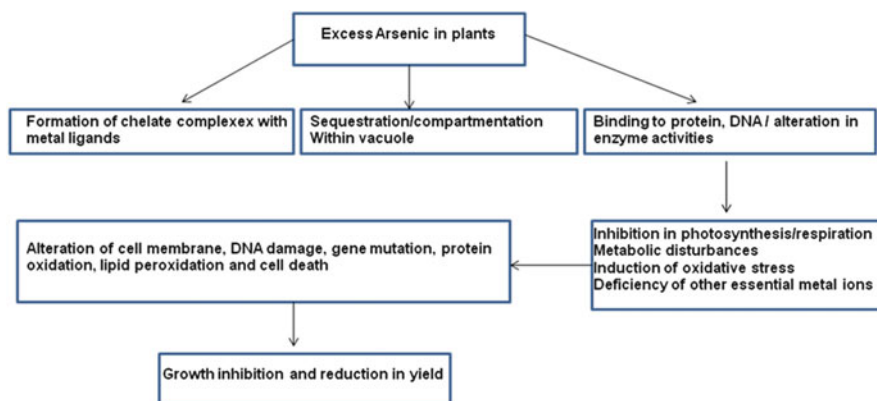 Excess Arsenic in plants
Formation of chelate complexex with
metal ligands
Sequestration/compartmentation
Within vacuole
Binding to protein, DNA / alteration in
enzyme activities
Inhibition in photosynthesis/respiration
Metabolic disturbances
Induction of oxidative stress
Deficiency of other essential metal ions
Alteration of cell membrane, DNA damage, gene mutation, protein
oxidation, lipid peroxidation and cell death
Growth inhibition and reduction in yield